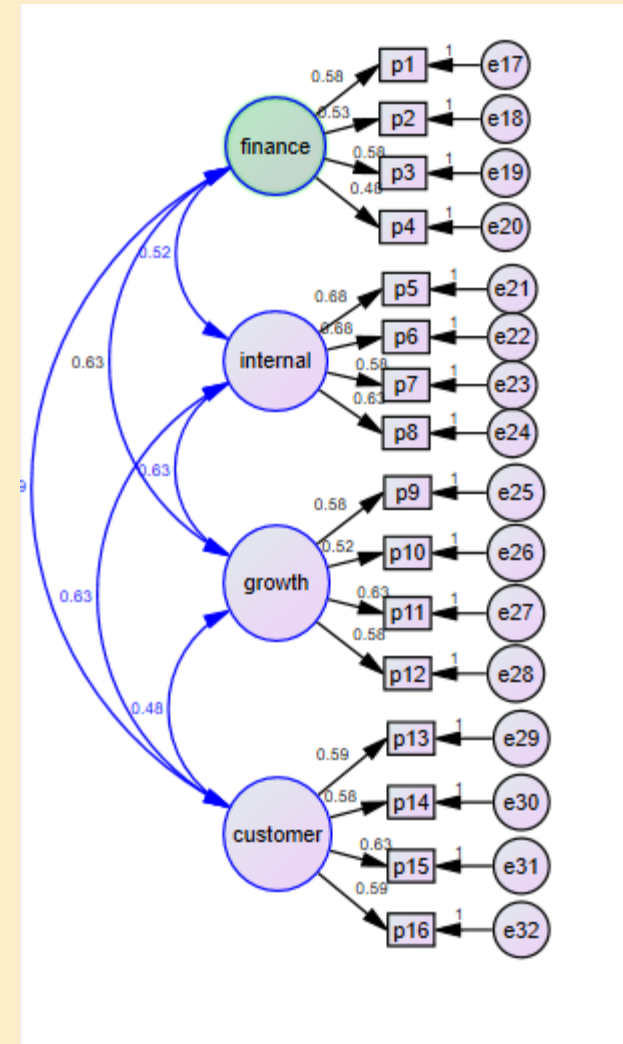 0.58 p1 1 e17
0.53 p2 1 e18
finance
0.58 p3 1 e19
0.48 p4 1 e20
0.52
0.68 p5 1 e21
0.68 p6 1 e22
internal
0.63
0.58 p7 1 e23
0.63 p8 1 e24
0.63
9
0.58 p9 1 e25
0.52 p10 1 e26
growth
0.63
0.63 p11 1 e27
0.58 p12 1 e28
0.48
0.59 p13 1 e29
0.58 p14 1 e30
customer
0.63 p15 1 e31
0.59 p16 1 e32